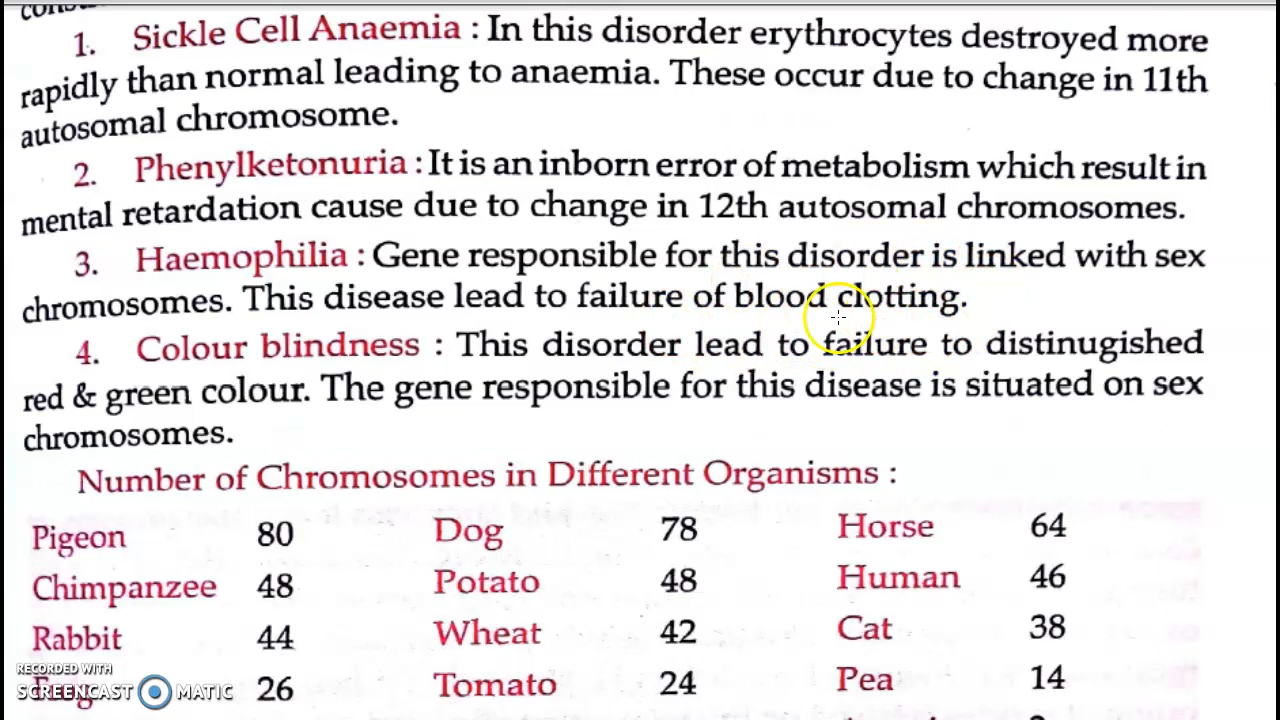 1. Sickle Cell Anaemia : In this disorder erythrocytes destroyed more
rapidly than normal leading to anaemia. These occur due to change in 11th
autosomal chromosome.
2. Phenylketonuria : It is an inborn error of metabolism which result in
mental retardation cause due to change in 12th autosomal chromosomes.
3. Haemophilia : Gene responsible for this disorder is linked with sex
chromosomes. This disease lead to failure of blood clotting.
4. Colour blindness : This disorder lead to failure to distinugished
red & green colour. The gene responsible for this disease is situated on sex
chromosomes.
Number of Chromosomes in Different Organisms :
Pigeon 80 Dog 78 Horse 64
Chimpanzee 48 Potato 48 Human 46
Rabbit 44 Wheat 42 Cat 38
26 Tomato 24 Pea 14
RECORDED WITH
SCREENCAST MATIC